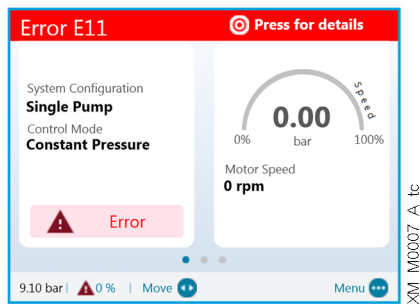 Error E11
Press for details
System Configuration
Single Pump
Control Mode
Constant Pressure
Error
Speed
0.00
0%
bar
100%
Motor Speed
0 rpm
9.10 bar | 0 % | Move
Menu
XM_M0007_A_tc